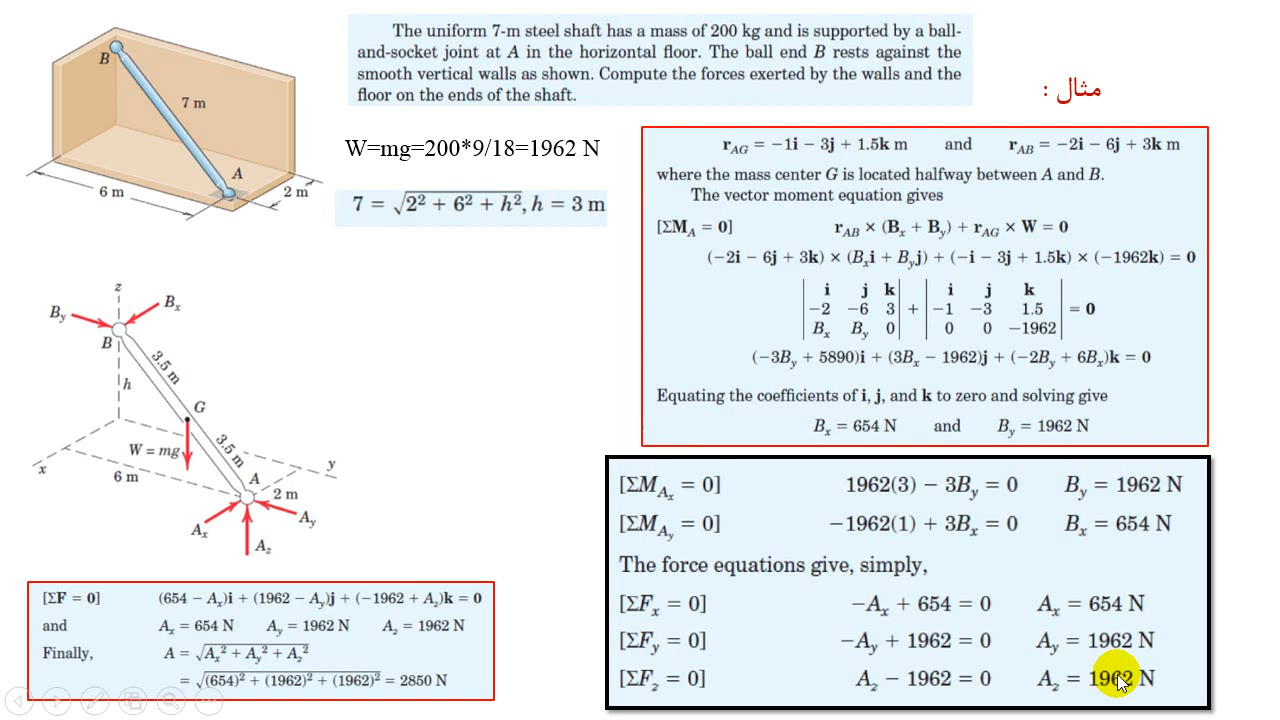 The uniform 7-m steel shaft has a mass of 200 kg and is supported by a ball-
and-socket joint at A in the horizontal floor. The ball end B rests against the
smooth vertical walls as shown. Compute the forces exerted by the walls and the
floor on the ends of the shaft.
مثال :
B
7 m
A
6 m
2 m
W=mg=200*9/18=1962 N
7 = √2² + 6² + h², h = 3 m
r_AG = −1i − 3j + 1.5k m and r_AB = −2i − 6j + 3k m
where the mass center G is located halfway between A and B.
The vector moment equation gives
[ΣM_A = 0] r_AB × (B_x + B_y) + r_AG × W = 0
(−2i − 6j + 3k) × (B_x i + B_y j) + (−i − 3j + 1.5k) × (−1962k) = 0
| i j k | | i j k |
| −2 −6 3 | + | −1 −3 1.5 | = 0
| B_x B_y 0 | | 0 0 −1962 |
(−3B_y + 5890)i + (3B_x − 1962)j + (−2B_y + 6B_x)k = 0
Equating the coefficients of i, j, and k to zero and solving give
B_x = 654 N and B_y = 1962 N
z
B_y
B_x
B
3.5 m
h
G
W = mg
3.5 m
x
6 m
A
y
2 m
A_x
A_y
A_z
[ΣM_A_x = 0] 1962(3) − 3B_y = 0 B_y = 1962 N
[ΣM_A_y = 0] −1962(1) + 3B_x = 0 B_x = 654 N
The force equations give, simply,
[ΣF_x = 0] −A_x + 654 = 0 A_x = 654 N
[ΣF_y = 0] −A_y + 1962 = 0 A_y = 1962 N
[ΣF_z = 0] A_z − 1962 = 0 A_z = 1962 N
[ΣF = 0] (654 − A_x)i + (1962 − A_y)j + (−1962 + A_z)k = 0
and A_x = 654 N A_y = 1962 N A_z = 1962 N
Finally, A = √A_x² + A_y² + A_z²
= √(654)² + (1962)² + (1962)² = 2850 N